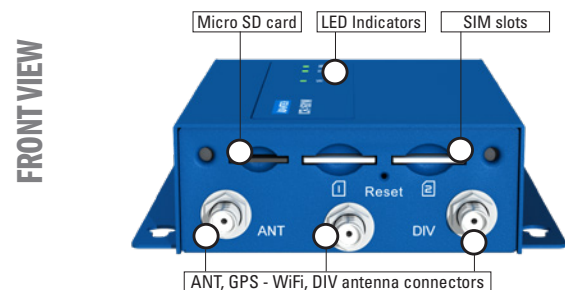 Micro SD card
LED Indicators
SIM slots
FRONT VIEW
1
Reset
2
ANT
DIV
ANT, GPS - WiFi, DIV antenna connectors